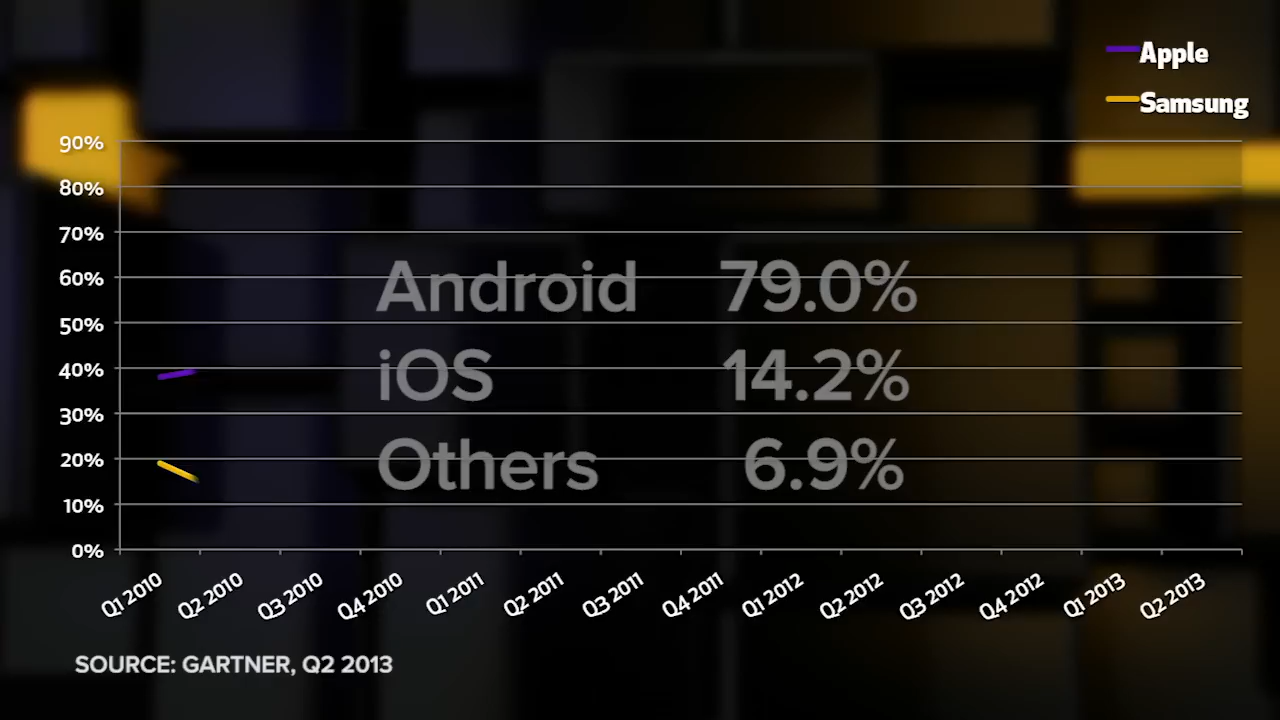 Apple
Samsung
90%
80%
70%
60%
50%
40%
30%
20%
10%
0%
Android 79.0%
iOS 14.2%
Others 6.9%
Q1 2010 Q2 2010 Q3 2010 Q4 2010 Q1 2011 Q2 2011 Q3 2011 Q4 2011 Q1 2012 Q2 2012 Q3 2012 Q4 2012 Q1 2013 Q2 2013
SOURCE: GARTNER, Q2 2013